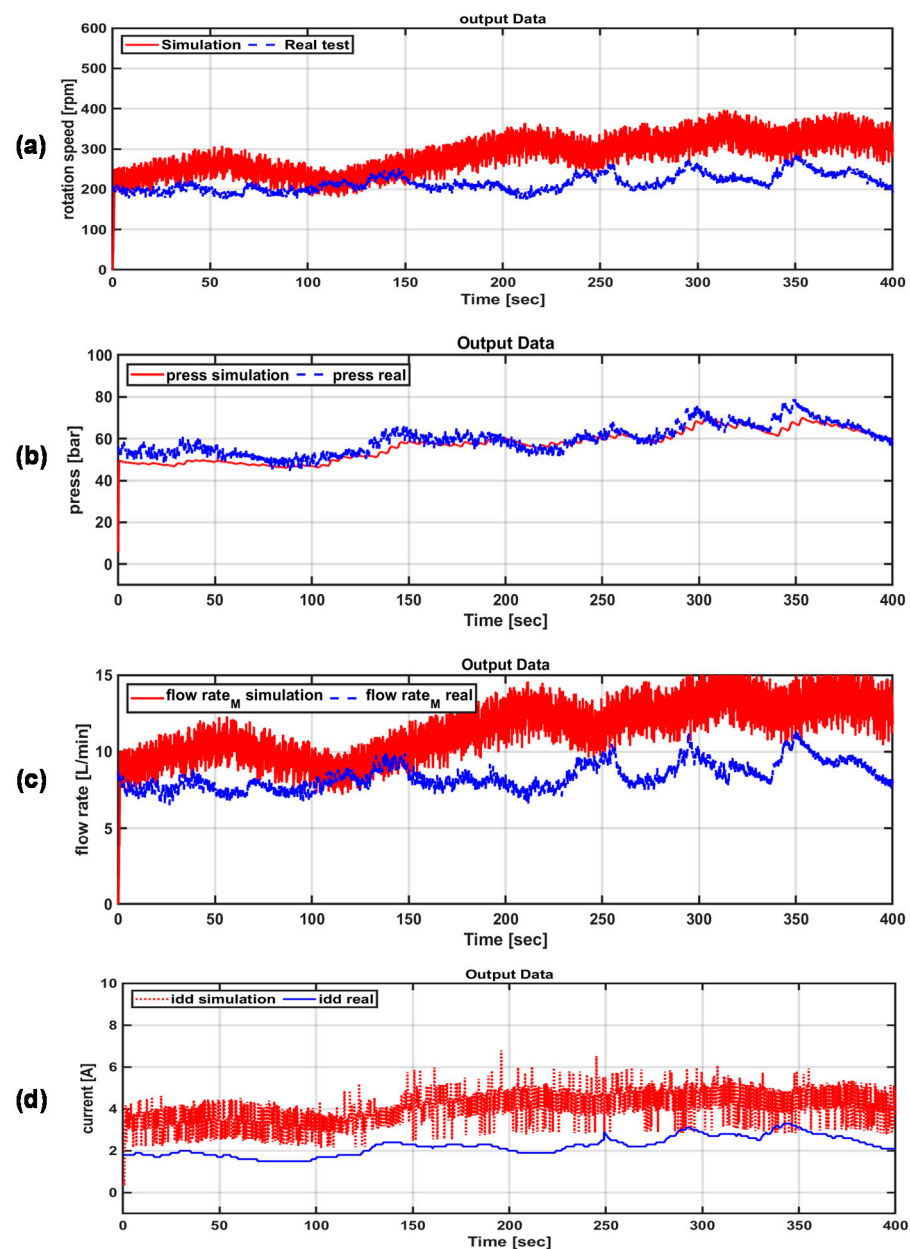 output Data
Simulation Real test
600
500
400
300
200
100
0
rotation speed [rpm]
(a)
0 50 100 150 200 250 300 350 400
Time [sec]
Output Data
press simulation press real
100
80
60
40
20
0
press [bar]
(b)
0 50 100 150 200 250 300 350 400
Time [sec]
Output Data
flow rate_M simulation flow rate_M real
15
10
5
0
flow rate [L/min]
(c)
0 50 100 150 200 250 300 350 400
Time [sec]
Output Data
idd simulation idd real
10
8
6
4
2
0
current [A]
(d)
0 50 100 150 200 250 300 350 400
Time [sec]